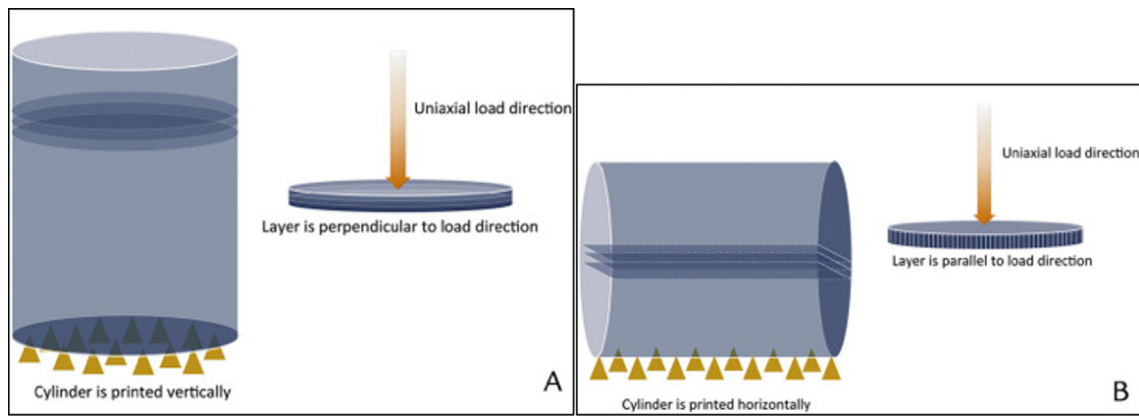 Uniaxial load direction
Layer is perpendicular to load direction
Cylinder is printed vertically
A
Uniaxial load direction
Layer is parallel to load direction
Cylinder is printed horizontally
B